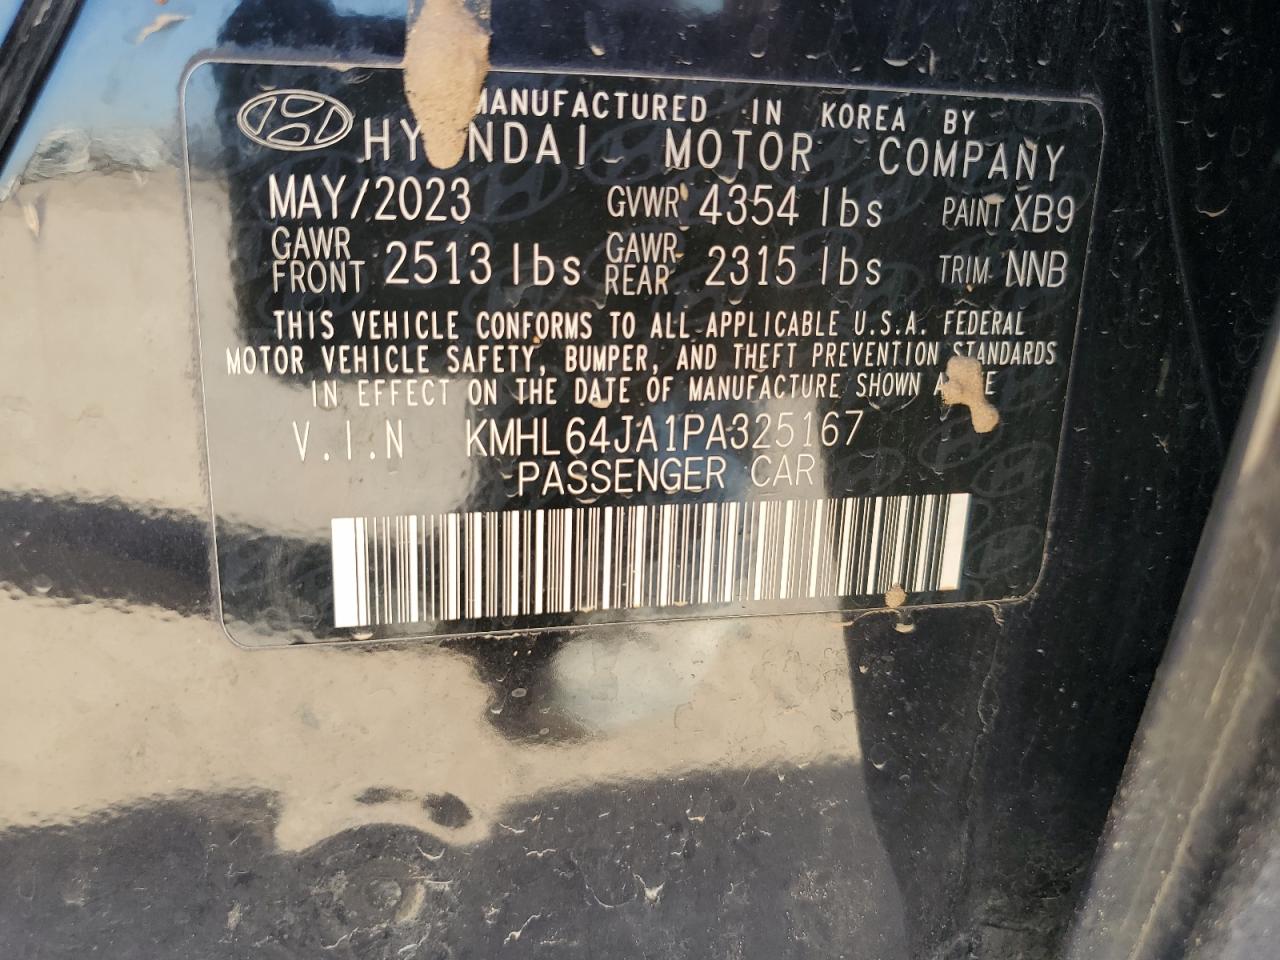 MANUFACTURED IN KOREA BY
HYUNDAI MOTOR COMPANY
MAY/2023 GVWR 4354 lbs PAINT XB9
GAWR FRONT 2513 lbs GAWR REAR 2315 lbs TRIM NNB
THIS VEHICLE CONFORMS TO ALL APPLICABLE U.S.A. FEDERAL
MOTOR VEHICLE SAFETY, BUMPER, AND THEFT PREVENTION STANDARDS
IN EFFECT ON THE DATE OF MANUFACTURE SHOWN ABOVE
V.I.N KMHL64JA1PA325167
PASSENGER CAR